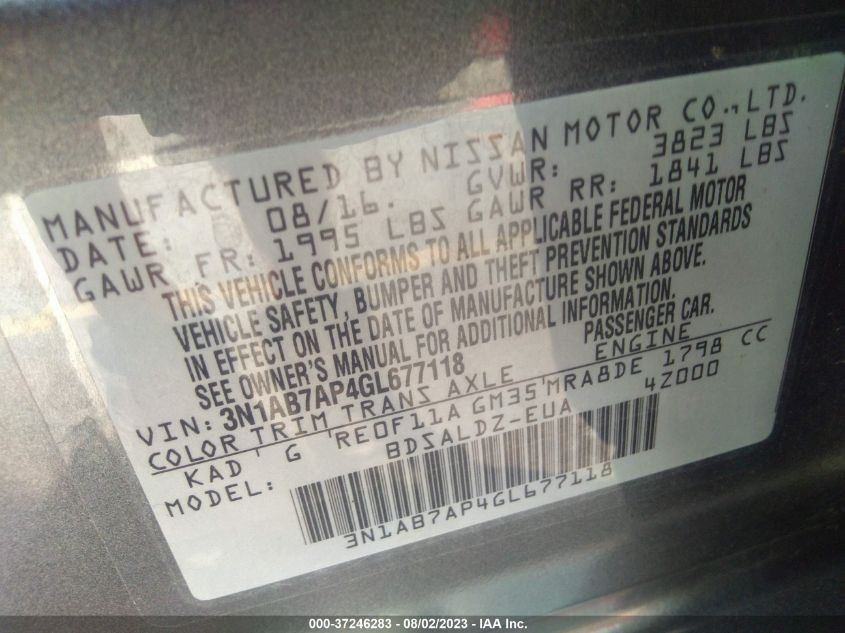 MANUFACTURED BY NISSAN MOTOR CO.,LTD.
DATE: 08/16. GVWR: 3823 LBS
GAWR FR: 1995 LBS GAWR RR: 1841 LBS
THIS VEHICLE CONFORMS TO ALL APPLICABLE FEDERAL MOTOR
VEHICLE SAFETY, BUMPER AND THEFT PREVENTION STANDARDS
IN EFFECT ON THE DATE OF MANUFACTURE SHOWN ABOVE.
SEE OWNER'S MANUAL FOR ADDITIONAL INFORMATION.
VIN: 3N1AB7AP4GL677118 PASSENGER CAR.
COLOR TRIM TRANS AXLE ENGINE
KAD G RE0F11A GM35 MRA8DE 1798 CC
MODEL: BDSALDZ-EUA 4Z000
3N1AB7AP4GL677118
000-37246283 - 08/02/2023 - IAA Inc.